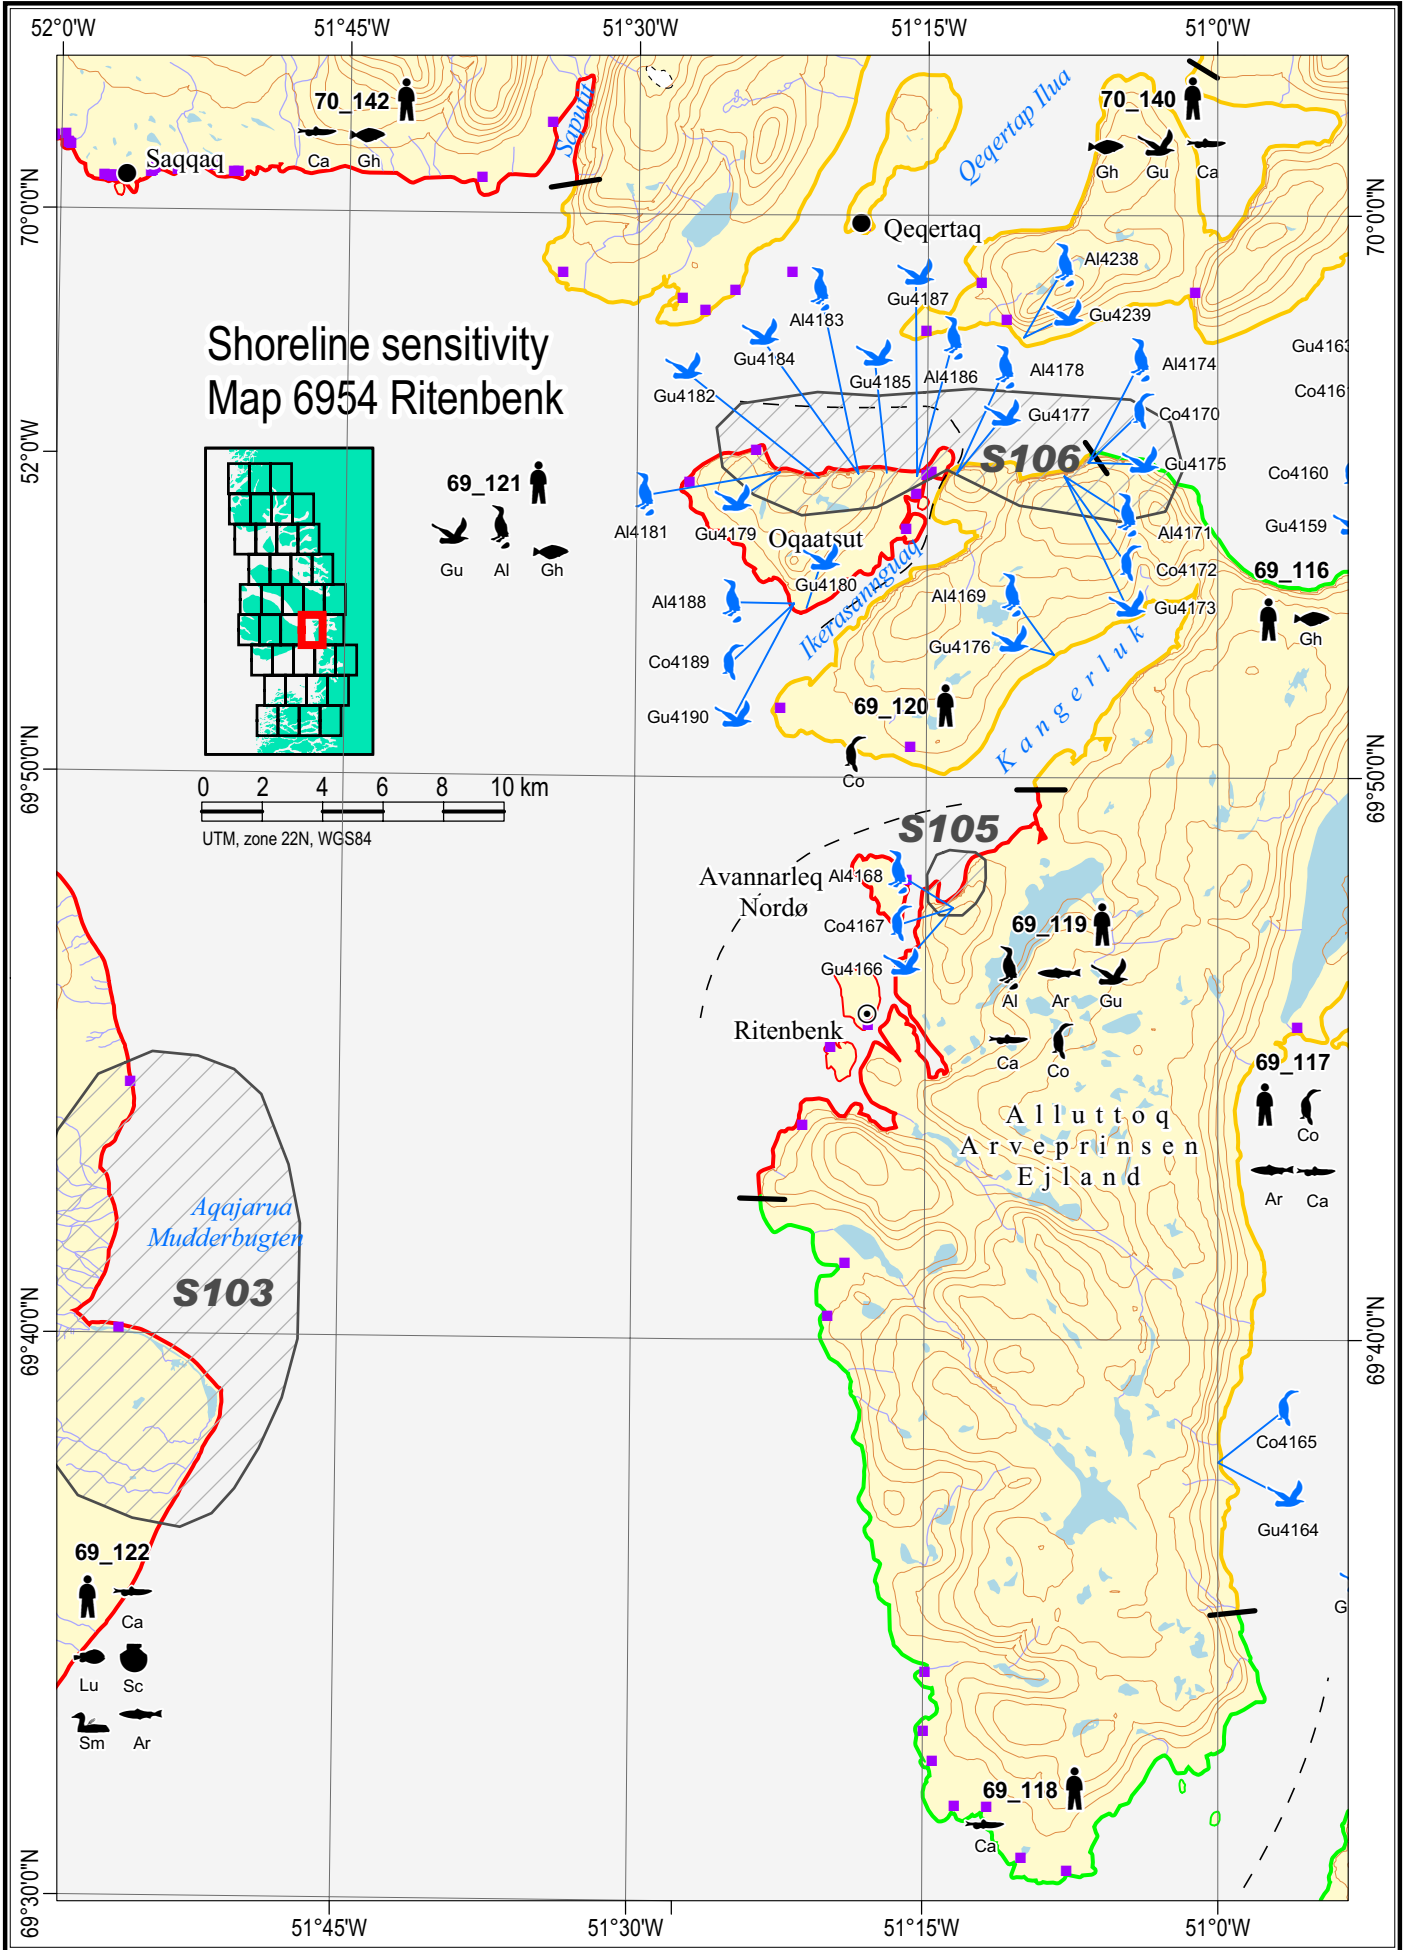 52°0'W 51°45'W 51°30'W 51°15'W 51°0'W
70_142
Ca Gh
Saqqaq
Saputit
Qeqertap Ilua
70_140
Gh Gu Ca
70°0'0"N
70°0'0"N
Qeqertaq
Al4238
Gu4187
Gu4239
Al4183
Shoreline sensitivity
Map 6954 Ritenbenk
Gu4184
Gu4185
Al4186
Al4178
Al4174
Gu4163
Gu4182
Co4161
Gu4177
Co4170
52°0'W
S106
Gu4175
Co4160
69_121
Gu Al Gh
Al4181
Gu4179
Oqaatsut
Al4171
Gu4159
Gu4180
Ikerasannguaq
Co4172
69_116
Gh
Al4188
Al4169
Gu4173
Gu4176
Kangerluk
Co4189
Gu4190
69_120
Co
69°50'0"N
69°50'0"N
0 2 4 6 8 10 km
UTM, zone 22N, WGS84
S105
Avannarleq
Nordø
Al4168
Co4167
Gu4166
69_119
Al Ar Gu
Ca Co
Ritenbenk
69_117
Co
Ar Ca
Alluttoq
Arveprinsen
Ejland
Aqajarua
Mudderbugten
S103
69°40'0"N
69°40'0"N
Co4165
Gu4164
69_122
Ca
Lu Sc
Sm Ar
G
69_118
Ca
69°30'0"N
51°45'W 51°30'W 51°15'W 51°0'W